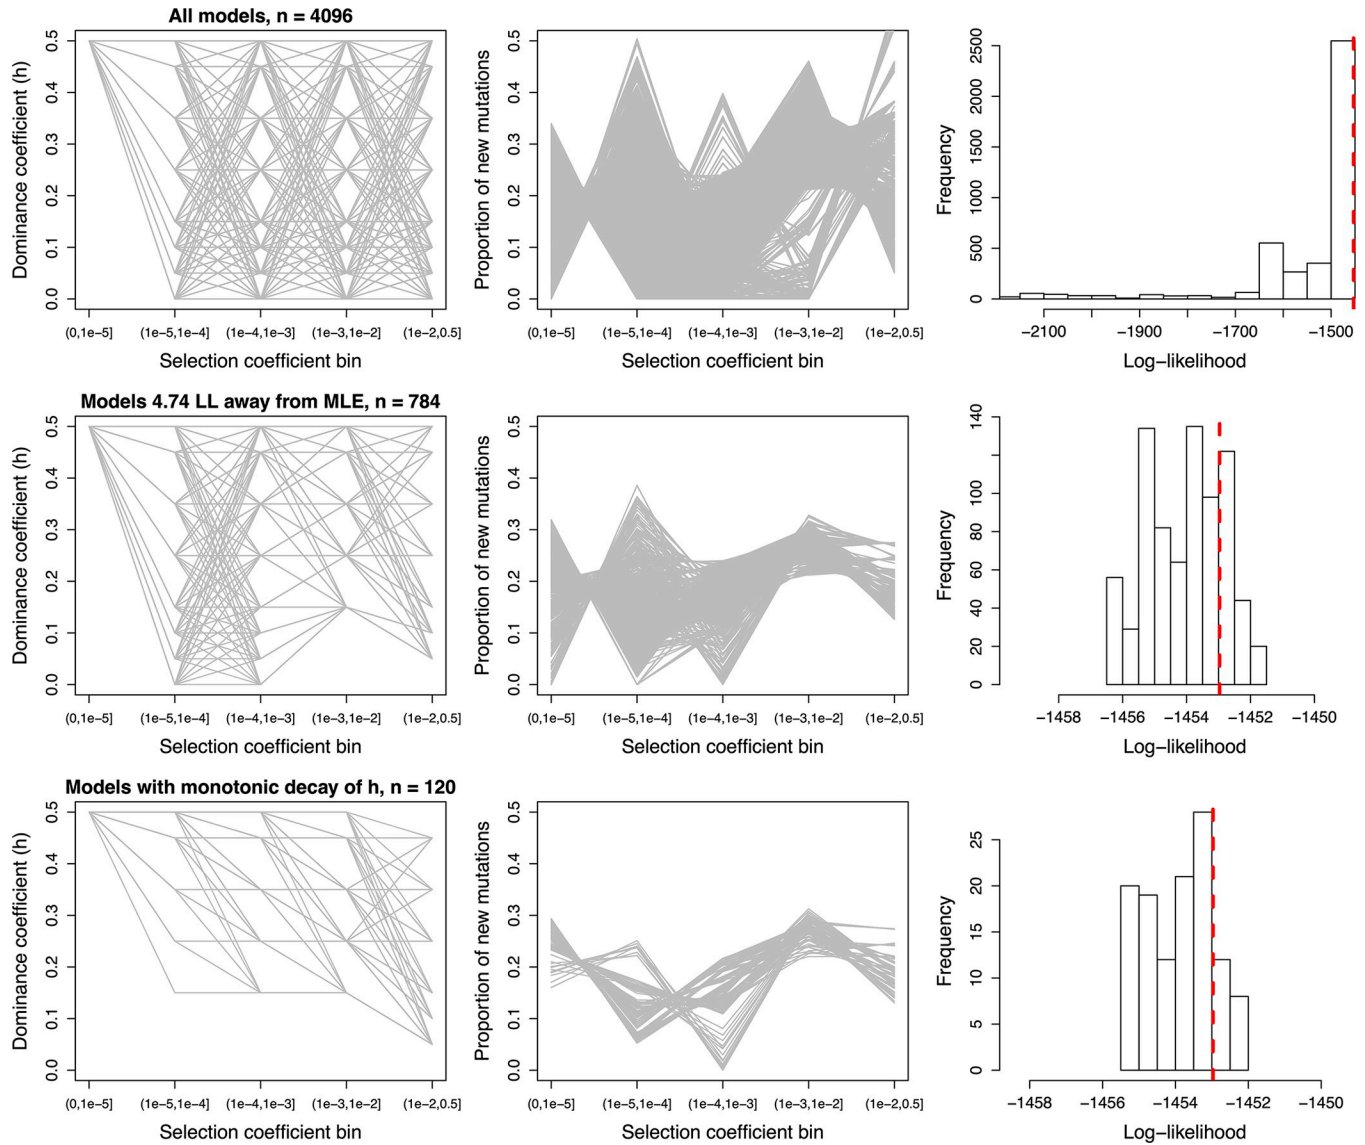 All models, n = 4096
Dominance coefficient (h)
0.5
0.4
0.3
0.2
0.1
0.0
(0,1e−5] (1e−5,1e−4] (1e−4,1e−3] (1e−3,1e−2] (1e−2,0.5]
Selection coefficient bin
Proportion of new mutations
0.5
0.4
0.3
0.2
0.1
0.0
(0,1e−5] (1e−5,1e−4] (1e−4,1e−3] (1e−3,1e−2] (1e−2,0.5]
Selection coefficient bin
Frequency
2500
2000
1500
1000
500
0
−2100 −1900 −1700 −1500
Log−likelihood
Models 4.74 LL away from MLE, n = 784
Dominance coefficient (h)
0.5
0.4
0.3
0.2
0.1
0.0
(0,1e−5] (1e−5,1e−4] (1e−4,1e−3] (1e−3,1e−2] (1e−2,0.5]
Selection coefficient bin
Proportion of new mutations
0.5
0.4
0.3
0.2
0.1
0.0
(0,1e−5] (1e−5,1e−4] (1e−4,1e−3] (1e−3,1e−2] (1e−2,0.5]
Selection coefficient bin
Frequency
140
100
80
60
40
20
0
−1458 −1456 −1454 −1452 −1450
Log−likelihood
Models with monotonic decay of h, n = 120
Dominance coefficient (h)
0.5
0.4
0.3
0.2
0.1
0.0
(0,1e−5] (1e−5,1e−4] (1e−4,1e−3] (1e−3,1e−2] (1e−2,0.5]
Selection coefficient bin
Proportion of new mutations
0.5
0.4
0.3
0.2
0.1
0.0
(0,1e−5] (1e−5,1e−4] (1e−4,1e−3] (1e−3,1e−2] (1e−2,0.5]
Selection coefficient bin
Frequency
25
20
15
10
5
0
−1458 −1456 −1454 −1452 −1450
Log−likelihood